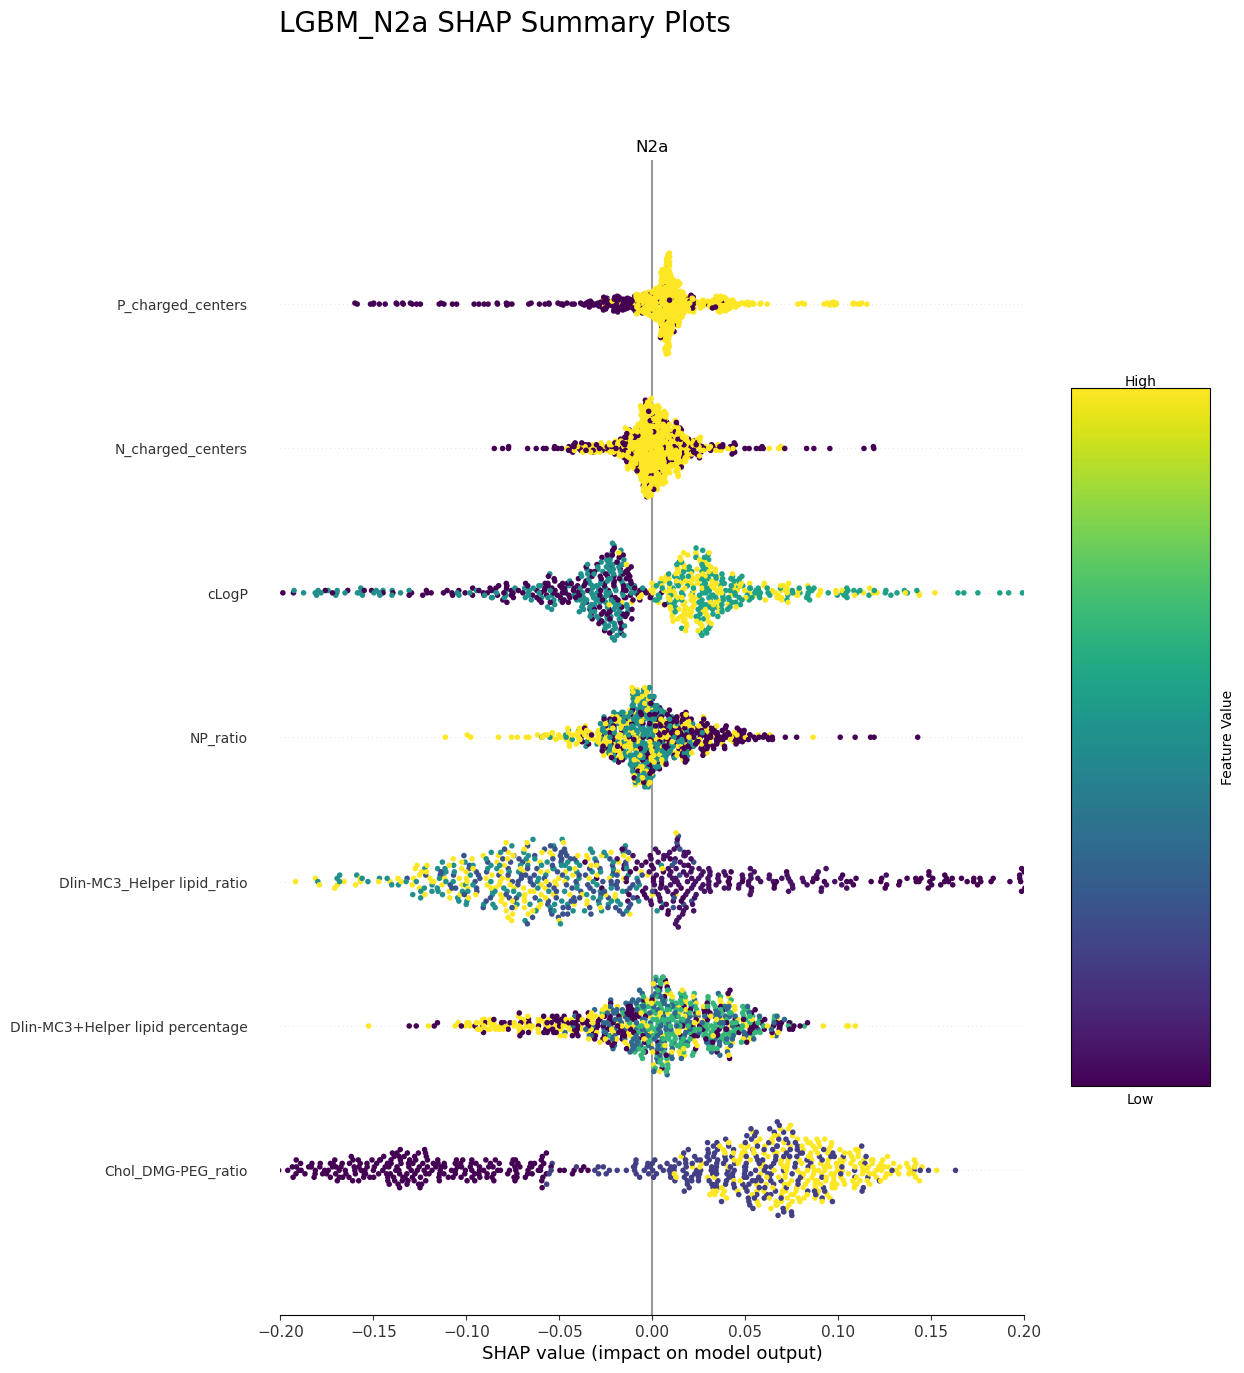 LGBM_N2a SHAP Summary Plots
N2a
P_charged_centers
N_charged_centers
cLogP
NP_ratio
Dlin-MC3_Helper lipid_ratio
Dlin-MC3+Helper lipid percentage
Chol_DMG-PEG_ratio
High
Feature Value
Low
−0.20 −0.15 −0.10 −0.05 0.00 0.05 0.10 0.15 0.20
SHAP value (impact on model output)